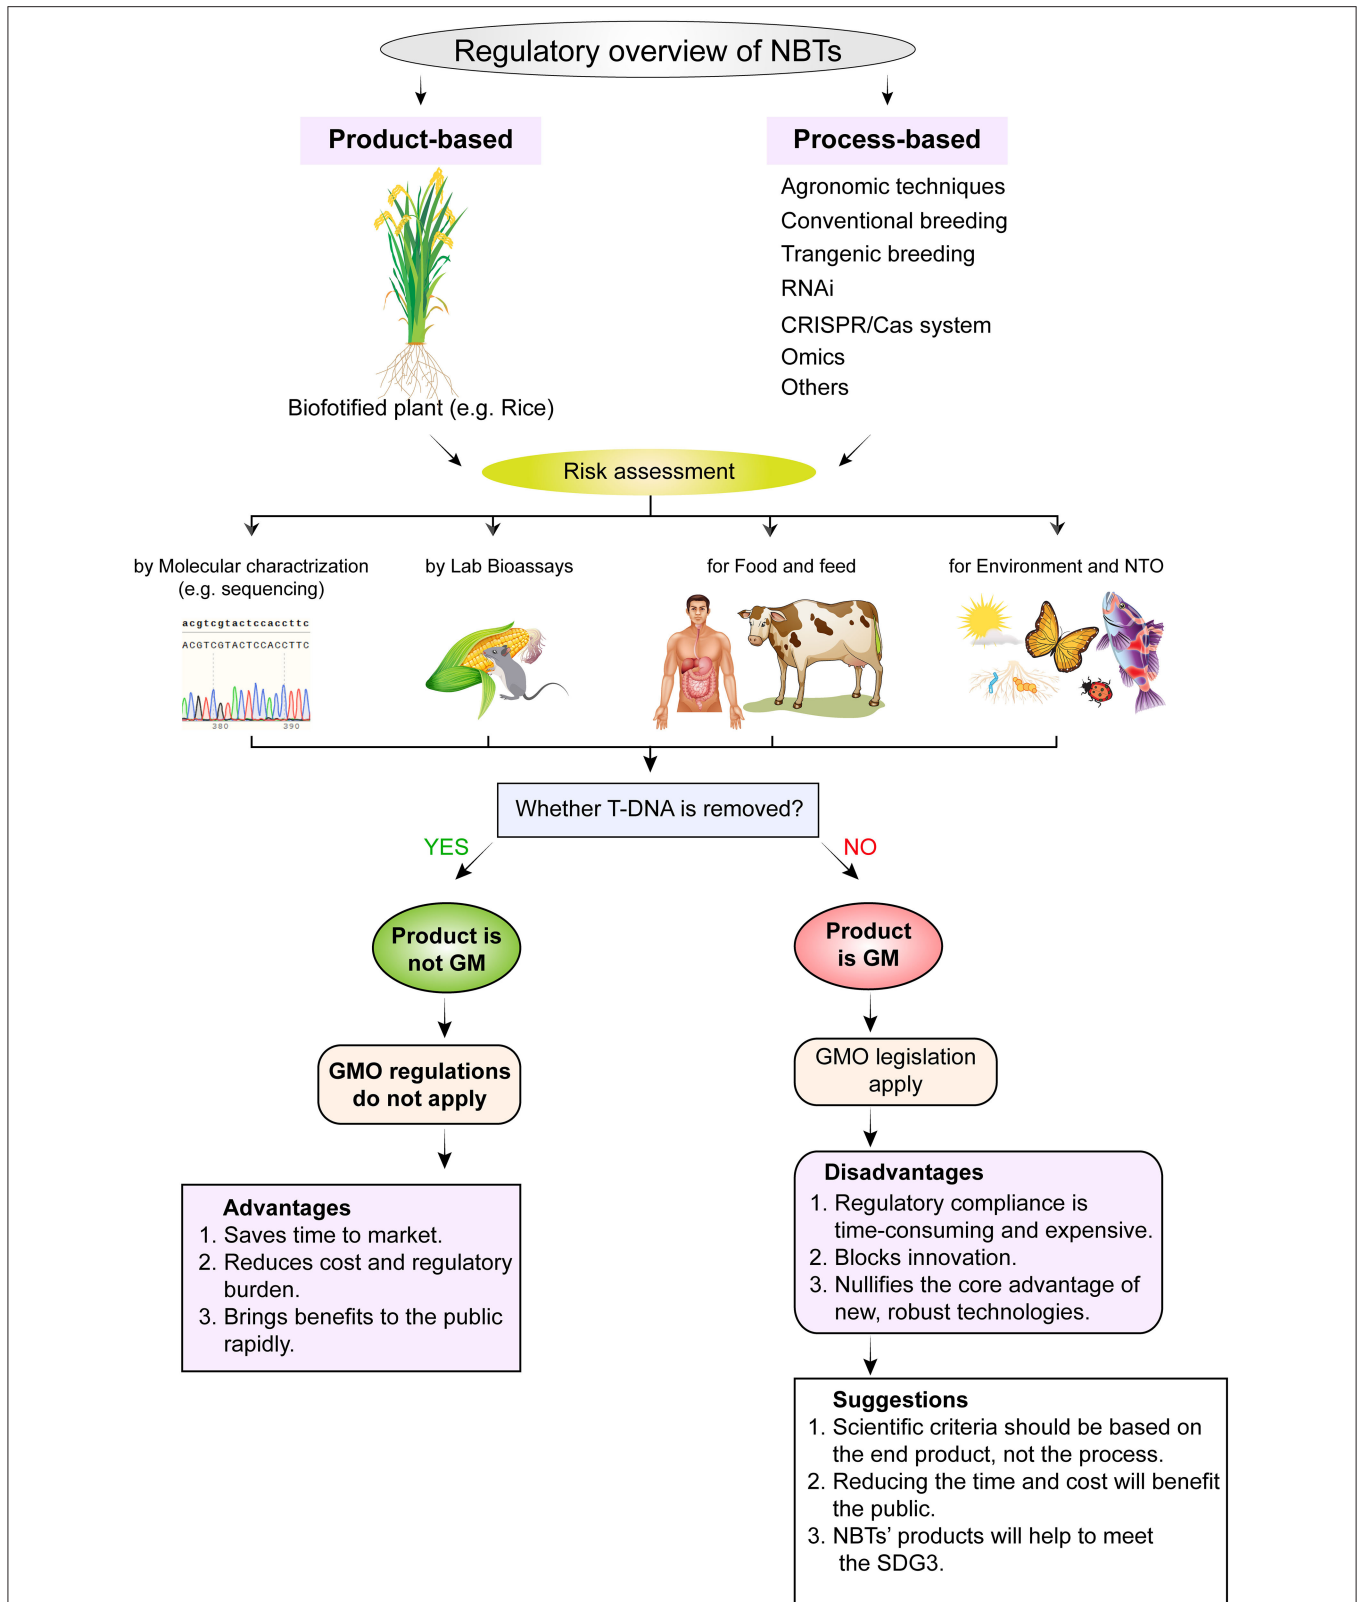 Regulatory overview of NBTs
Product-based
Process-based
Agronomic techniques
Conventional breeding
Trangenic breeding
RNAi
CRISPR/Cas system
Omics
Others
Biofotified plant (e.g. Rice)
Risk assessment
by Molecular charactrization
(e.g. sequencing)
by Lab Bioassays
for Food and feed
for Environment and NTO
acgtcgtactccaccttc
ACGTCGTACTCCACCTTC
380 390
Whether T-DNA is removed?
YES
NO
Product is
not GM
Product
is GM
GMO regulations
do not apply
GMO legislation
apply
Advantages
1. Saves time to market.
2. Reduces cost and regulatory
burden.
3. Brings benefits to the public
rapidly.
Disadvantages
1. Regulatory compliance is
time-consuming and expensive.
2. Blocks innovation.
3. Nullifies the core advantage of
new, robust technologies.
Suggestions
1. Scientific criteria should be based on
the end product, not the process.
2. Reducing the time and cost will benefit
the public.
3. NBTs’ products will help to meet
the SDG3.